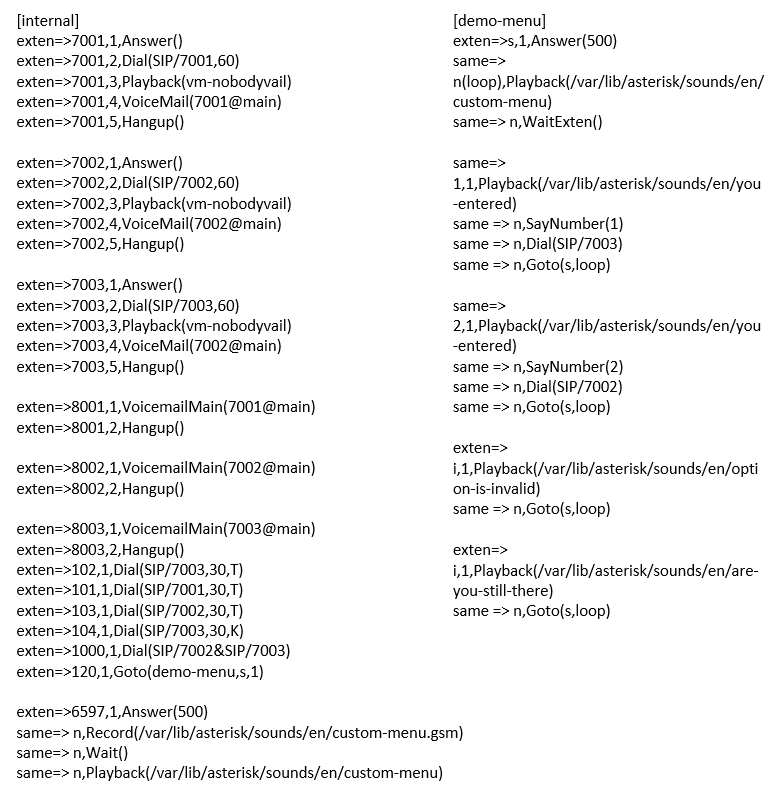 [internal]
exten=>7001,1,Answer()
exten=>7001,2,Dial(SIP/7001,60)
exten=>7001,3,Playback(vm-nobodyvail)
exten=>7001,4,VoiceMail(7001@main)
exten=>7001,5,Hangup()

exten=>7002,1,Answer()
exten=>7002,2,Dial(SIP/7002,60)
exten=>7002,3,Playback(vm-nobodyvail)
exten=>7002,4,VoiceMail(7002@main)
exten=>7002,5,Hangup()

exten=>7003,1,Answer()
exten=>7003,2,Dial(SIP/7003,60)
exten=>7003,3,Playback(vm-nobodyvail)
exten=>7003,4,VoiceMail(7002@main)
exten=>7003,5,Hangup()

exten=>8001,1,VoicemailMain(7001@main)
exten=>8001,2,Hangup()

exten=>8002,1,VoicemailMain(7002@main)
exten=>8002,2,Hangup()

exten=>8003,1,VoicemailMain(7003@main)
exten=>8003,2,Hangup()
exten=>102,1,Dial(SIP/7003,30,T)
exten=>101,1,Dial(SIP/7001,30,T)
exten=>103,1,Dial(SIP/7002,30,T)
exten=>104,1,Dial(SIP/7003,30,K)
exten=>1000,1,Dial(SIP/7002&SIP/7003)
exten=>120,1,Goto(demo-menu,s,1)

exten=>6597,1,Answer(500)
same=> n,Record(/var/lib/asterisk/sounds/en/custom-menu.gsm)
same=> n,Wait()
same=> n,Playback(/var/lib/asterisk/sounds/en/custom-menu)

[demo-menu]
exten=>s,1,Answer(500)
same=>
n(loop),Playback(/var/lib/asterisk/sounds/en/
custom-menu)
same=> n,WaitExten()

same=>
1,1,Playback(/var/lib/asterisk/sounds/en/you
-entered)
same => n,SayNumber(1)
same => n,Dial(SIP/7003)
same => n,Goto(s,loop)

same=>
2,1,Playback(/var/lib/asterisk/sounds/en/you
-entered)
same => n,SayNumber(2)
same => n,Dial(SIP/7002)
same => n,Goto(s,loop)

exten=>
i,1,Playback(/var/lib/asterisk/sounds/en/opti
on-is-invalid)
same => n,Goto(s,loop)

exten=>
i,1,Playback(/var/lib/asterisk/sounds/en/are-
you-still-there)
same => n,Goto(s,loop)